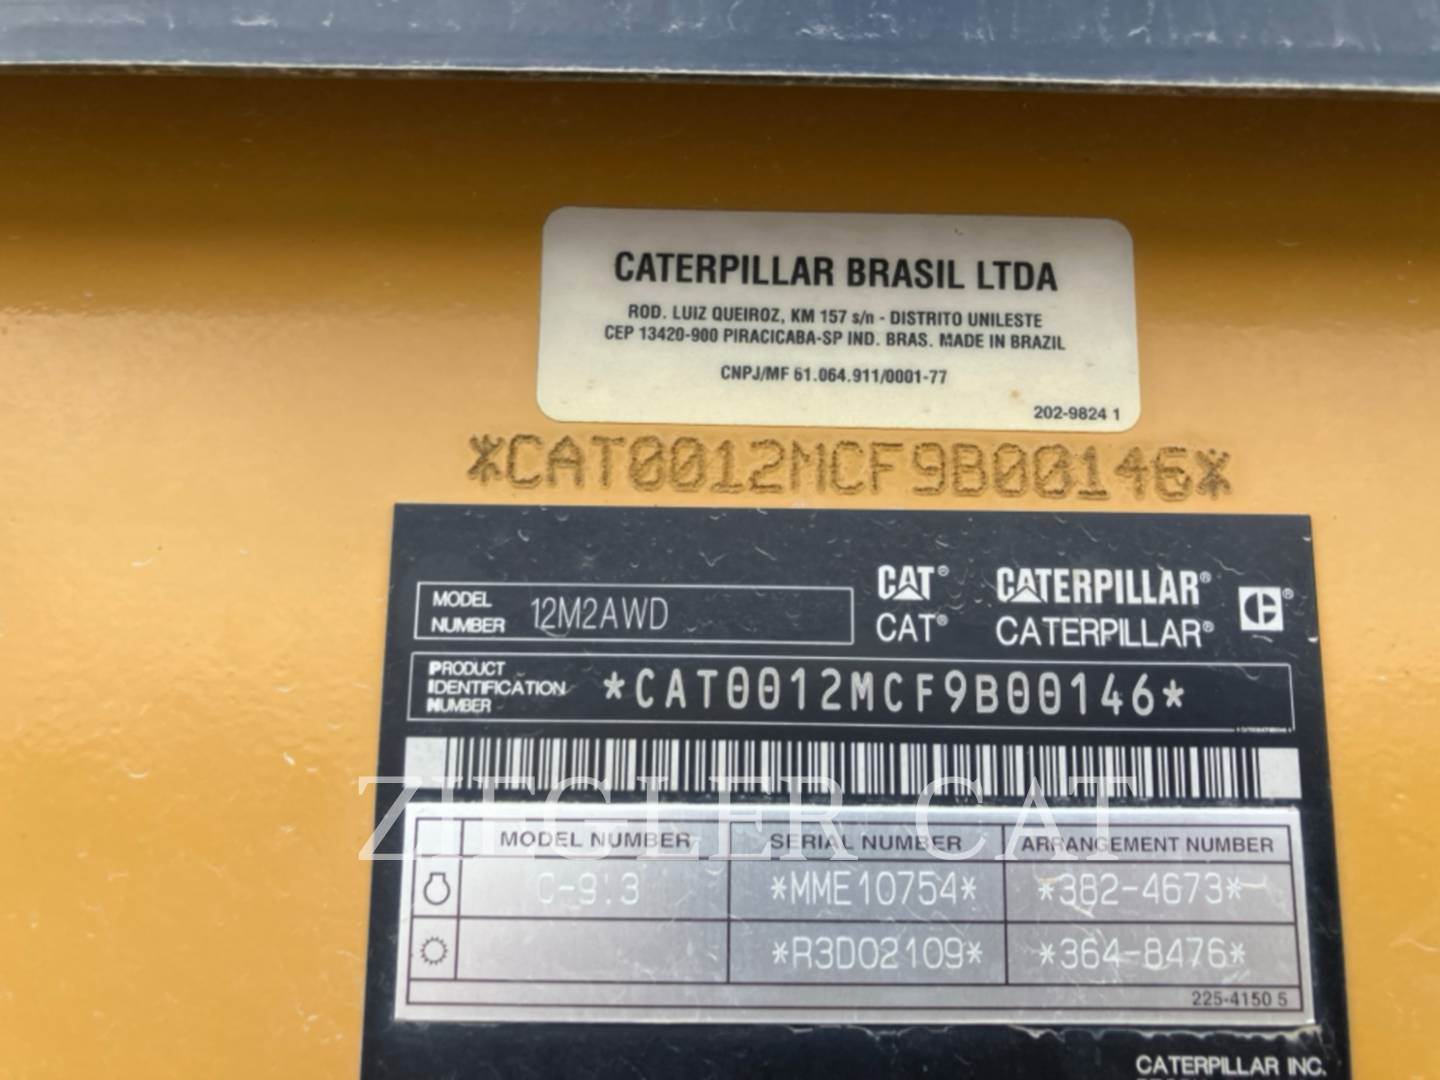 CATERPILLAR BRASIL LTDA
ROD. LUIZ QUEIROZ, KM 157 s/n - DISTRITO UNILESTE
CEP 13420-900 PIRACICABA-SP IND. BRAS. MADE IN BRAZIL
CNPJ/MF 61.064.911/0001-77
202-9824 1
*CAT0012MCF9B00146*
MODEL NUMBER 12M2AWD
CAT® CATERPILLAR®
CAT® CATERPILLAR®
PRODUCT IDENTIFICATION NUMBER *CAT0012MCF9B00146*
ZIEGLER CAT
MODEL NUMBER SERIAL NUMBER ARRANGEMENT NUMBER
C-9.3 *MME10754* *382-4673*
*R3D02109* *364-8476*
225-4150 5
CATERPILLAR INC.